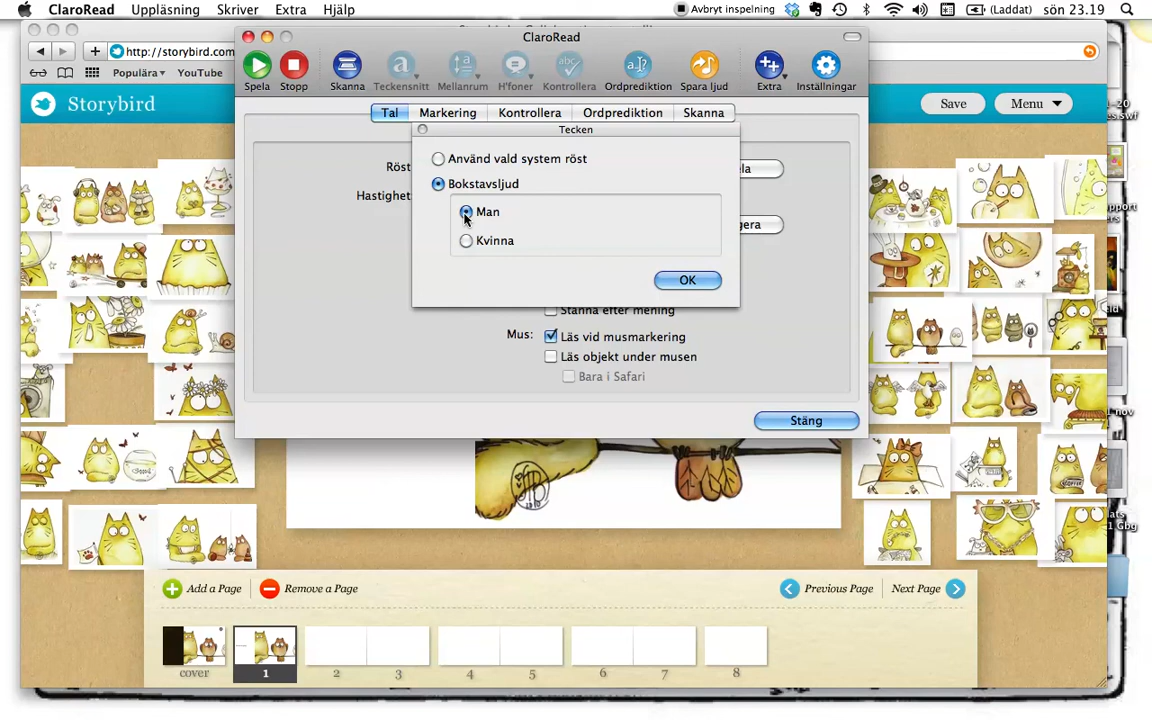 ClaroRead Uppläsning Skriver Extra Hjälp Avbryt inspelning (Laddat) sön 23.19
ClaroRead
http://storybird.com
Populära YouTube
Spela Stopp Skanna Teckensnitt Mellanrum H'foner Kontrollera Ordprediktion Spara ljud Extra Inställningar
Storybird
Save Menu
Tal Markering Kontrollera Ordprediktion Skanna
Tecken
Använd vald system röst
Röst
Bokstavsljud
Hastighet
Man
Kvinna
OK
Stanna efter mening
Mus: Läs vid musmarkering
Läs objekt under musen
Bara i Safari
Stäng
Add a Page Remove a Page Previous Page Next Page
cover 1 2 3 4 5 6 7 8